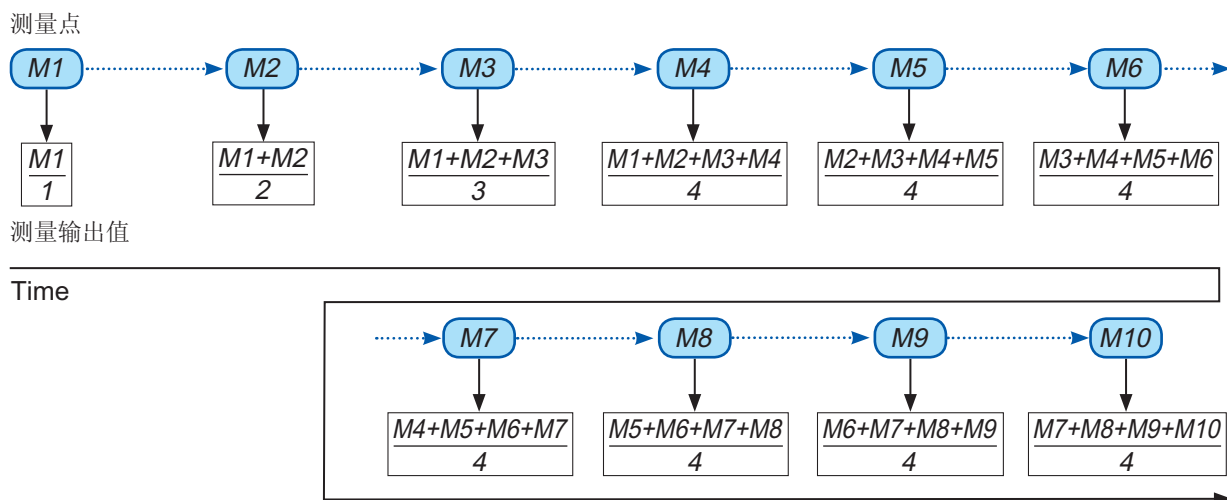 测量点
M1 M2 M3 M4 M5 M6
M1 M1+M2 M1+M2+M3 M1+M2+M3+M4 M2+M3+M4+M5 M3+M4+M5+M6
1 2 3 4 4 4
测量输出值
Time
M7 M8 M9 M10
M4+M5+M6+M7 M5+M6+M7+M8 M6+M7+M8+M9 M7+M8+M9+M10
4 4 4 4